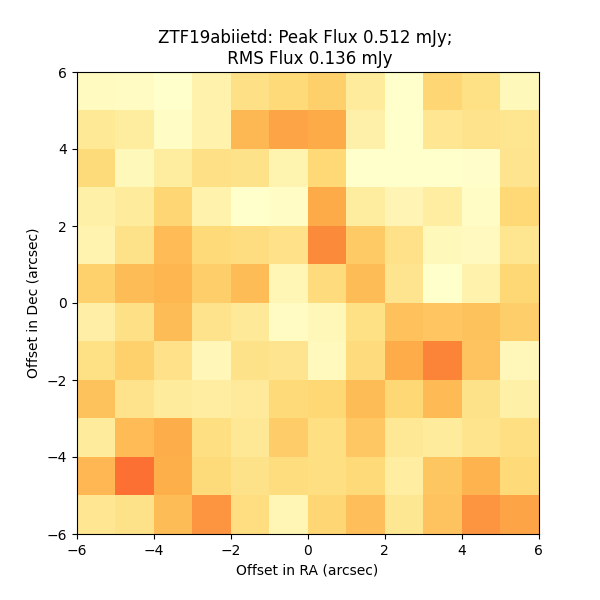 ZTF19abiietd: Peak Flux 0.512 mJy;
RMS Flux 0.136 mJy
6
4
2
0
−2
−4
−6
Offset in Dec (arcsec)
−6 −4 −2 0 2 4 6
Offset in RA (arcsec)